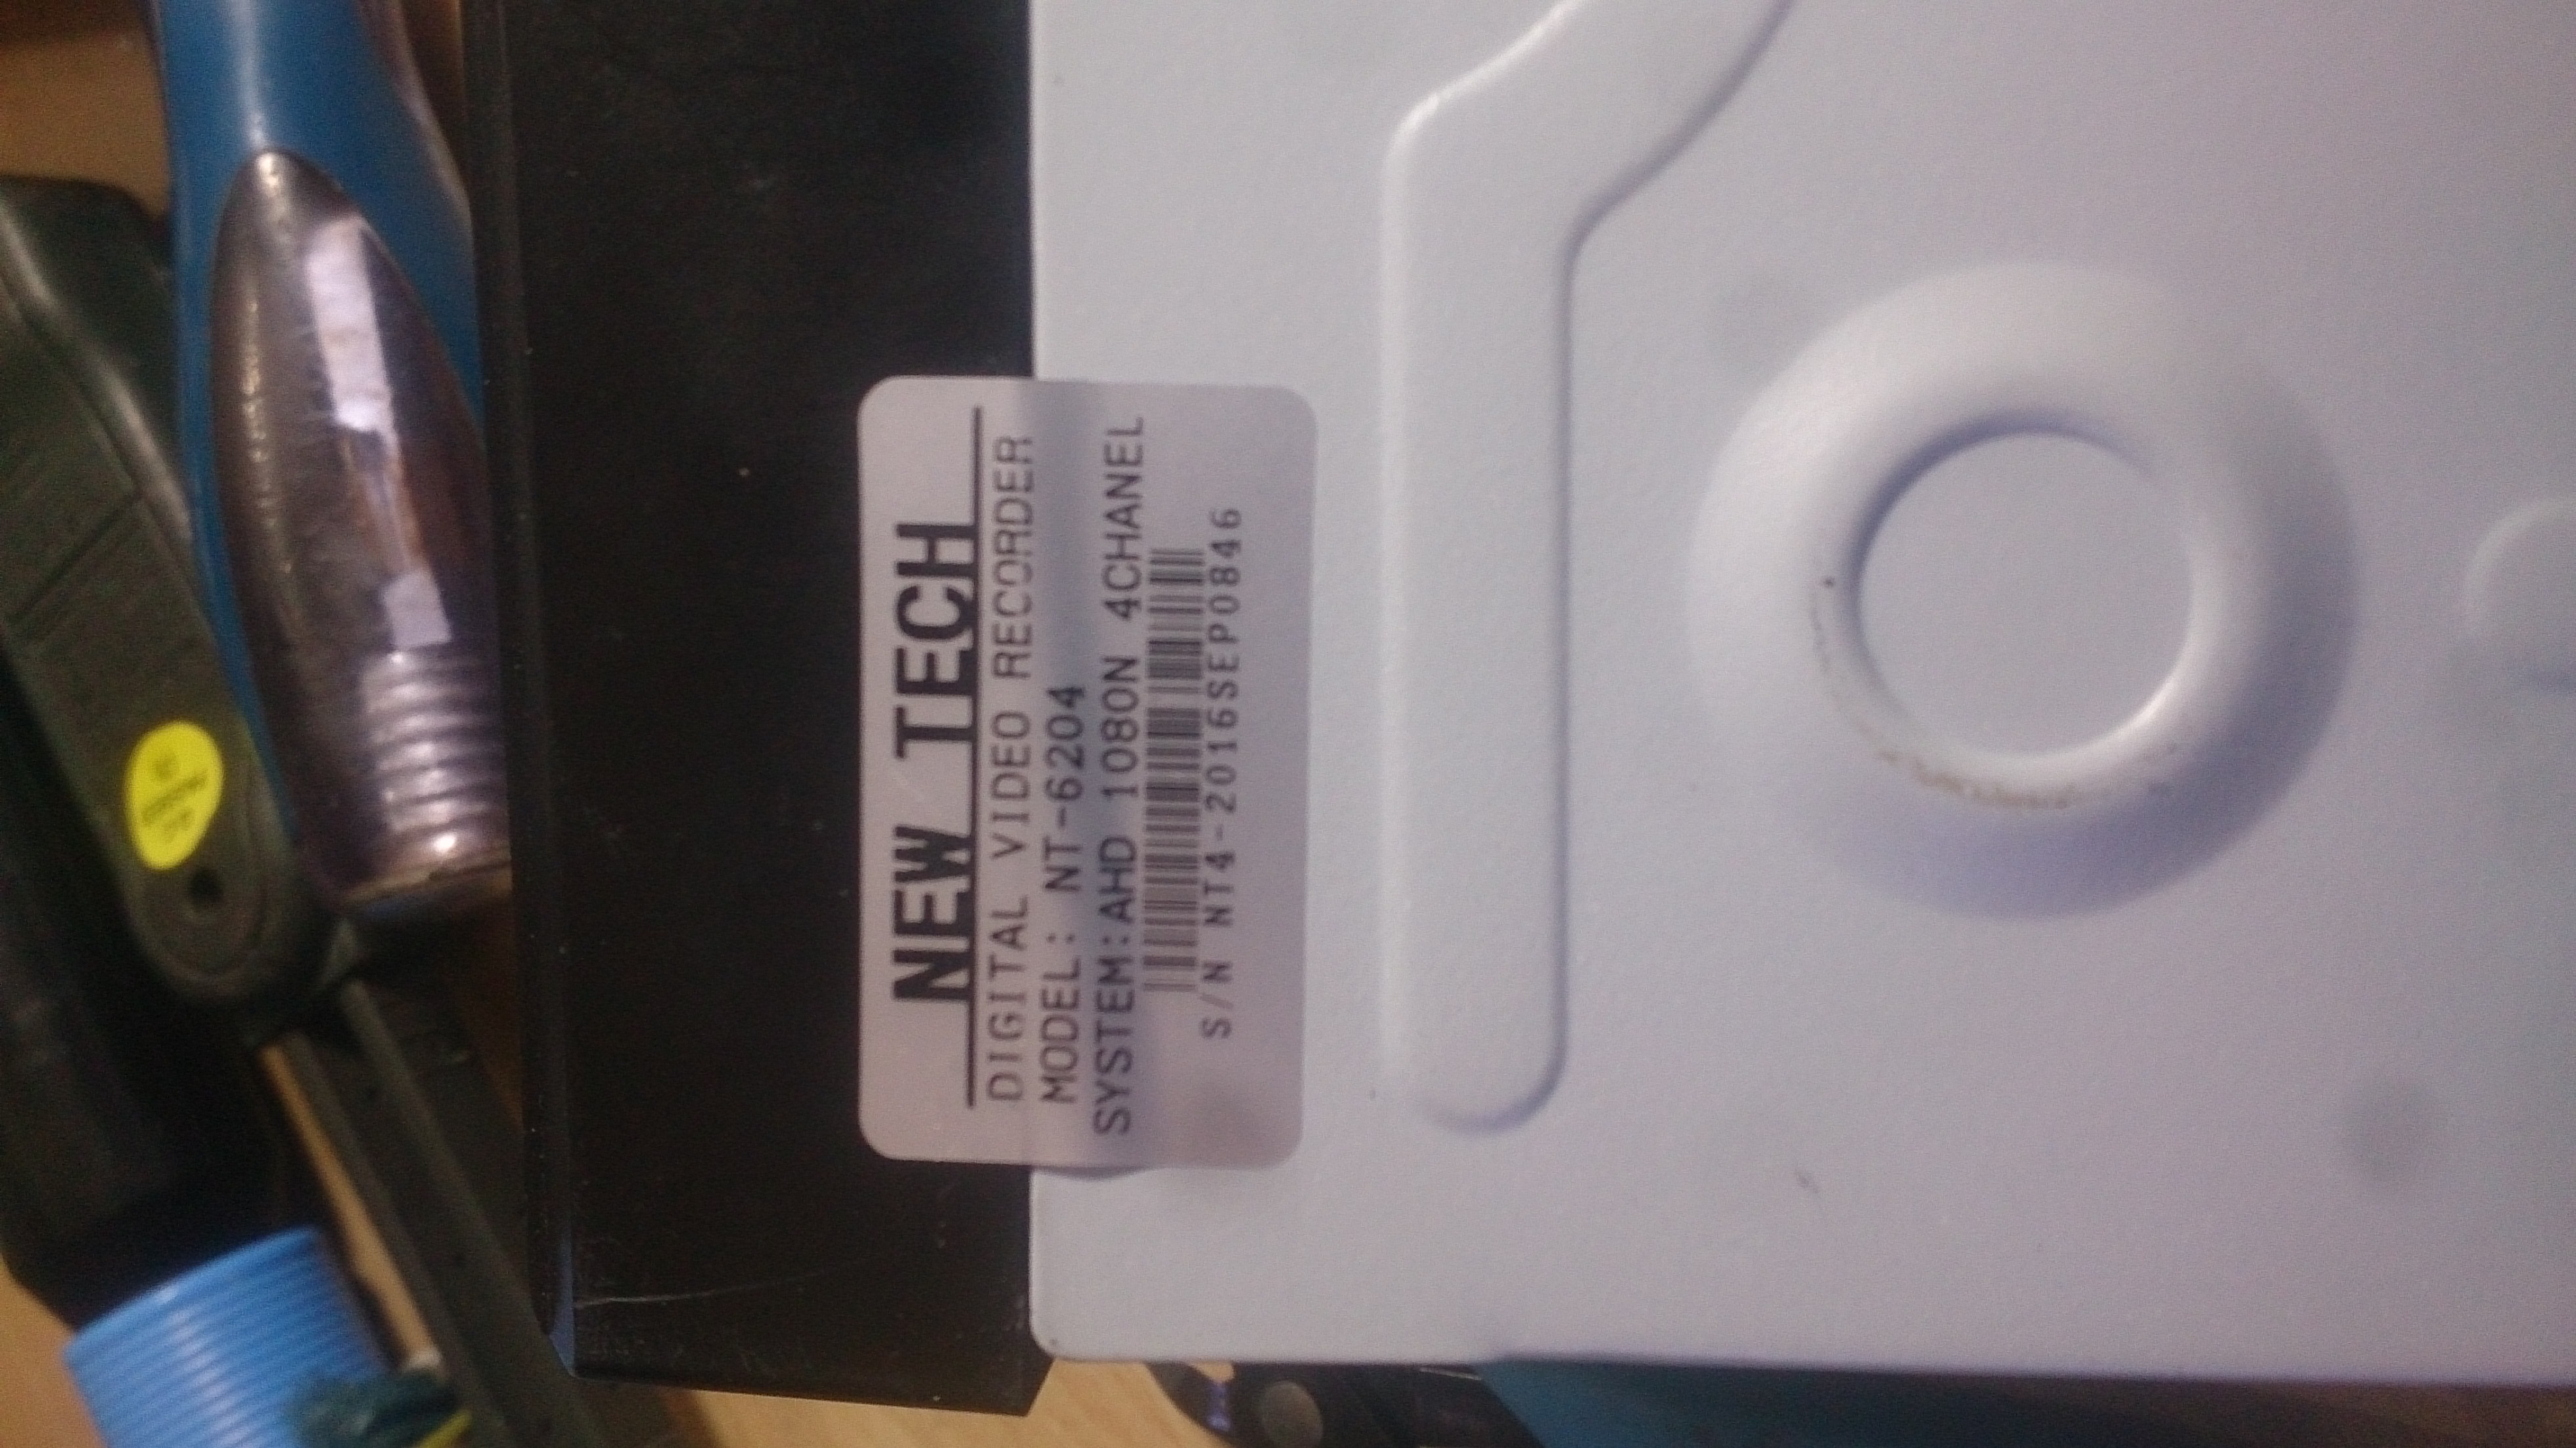 NEW TECH
DIGITAL VIDEO RECORDER
MODEL: NT-6204
SYSTEM:AHD 1080N 4CHANEL
S/N NT4-2016SEP0846